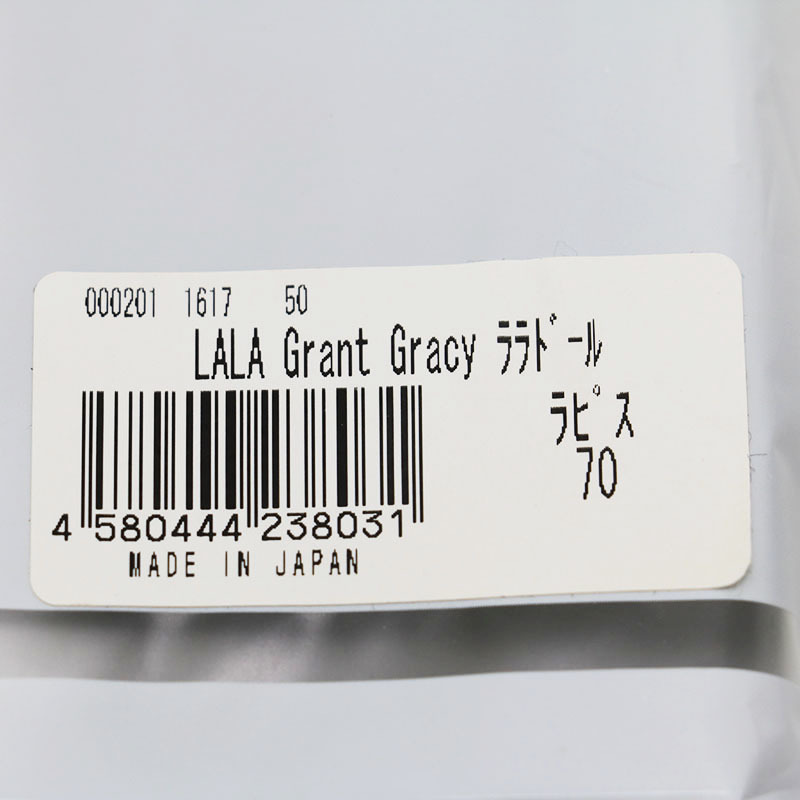 000201 1617 50
LALA Grant Gracy ﾗﾗﾄﾞｰﾙ
ﾗﾋﾟｽ
70
4 580444 238031
MADE IN JAPAN